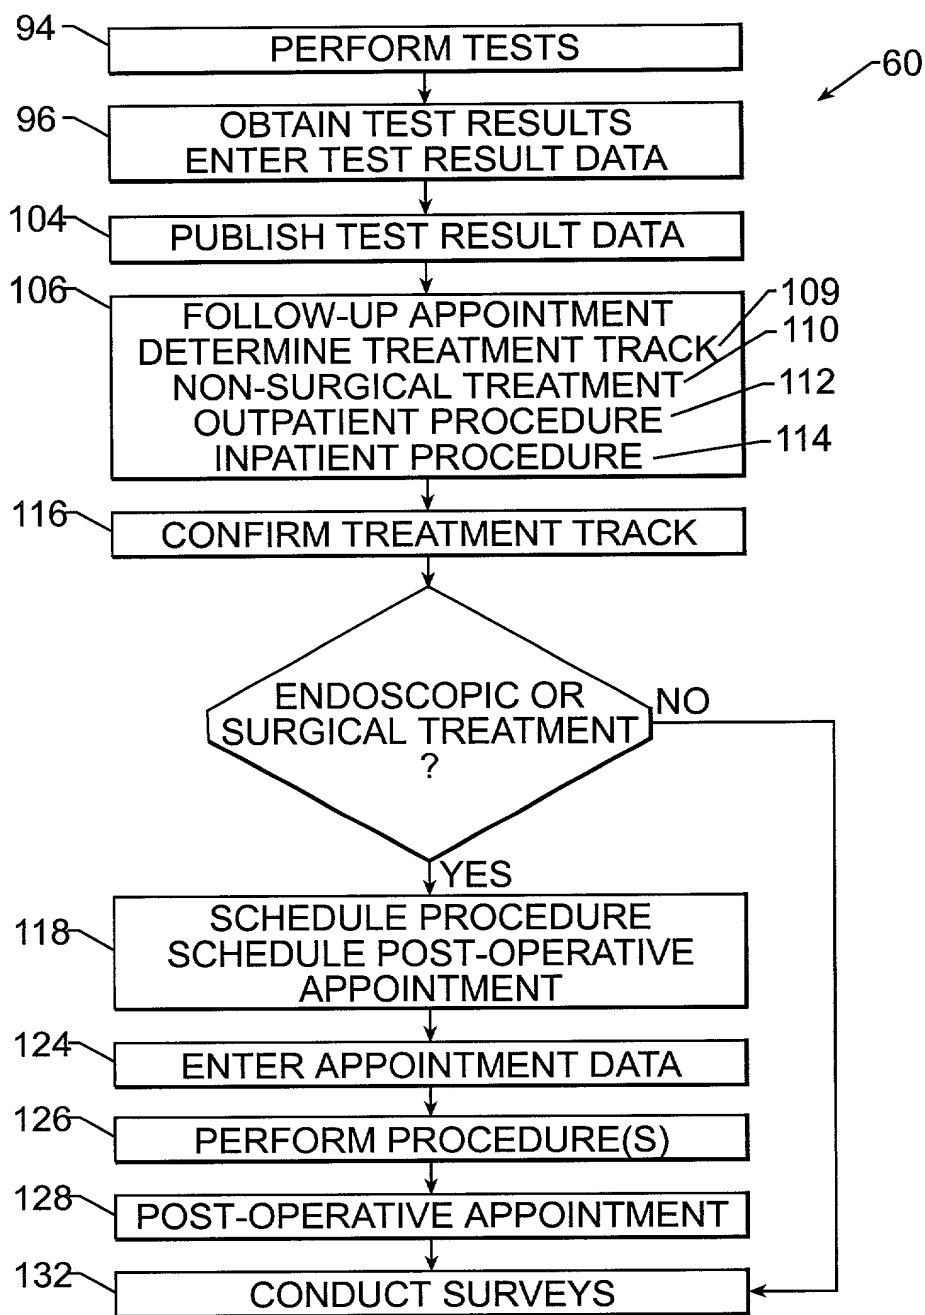 94
PERFORM TESTS
60
96
OBTAIN TEST RESULTS
ENTER TEST RESULT DATA
104
PUBLISH TEST RESULT DATA
106
FOLLOW-UP APPOINTMENT
109
DETERMINE TREATMENT TRACK
110
NON-SURGICAL TREATMENT
112
OUTPATIENT PROCEDURE
114
INPATIENT PROCEDURE
116
CONFIRM TREATMENT TRACK
ENDOSCOPIC OR
SURGICAL TREATMENT
?
NO
YES
118
SCHEDULE PROCEDURE
SCHEDULE POST-OPERATIVE
APPOINTMENT
124
ENTER APPOINTMENT DATA
126
PERFORM PROCEDURE(S)
128
POST-OPERATIVE APPOINTMENT
132
CONDUCT SURVEYS